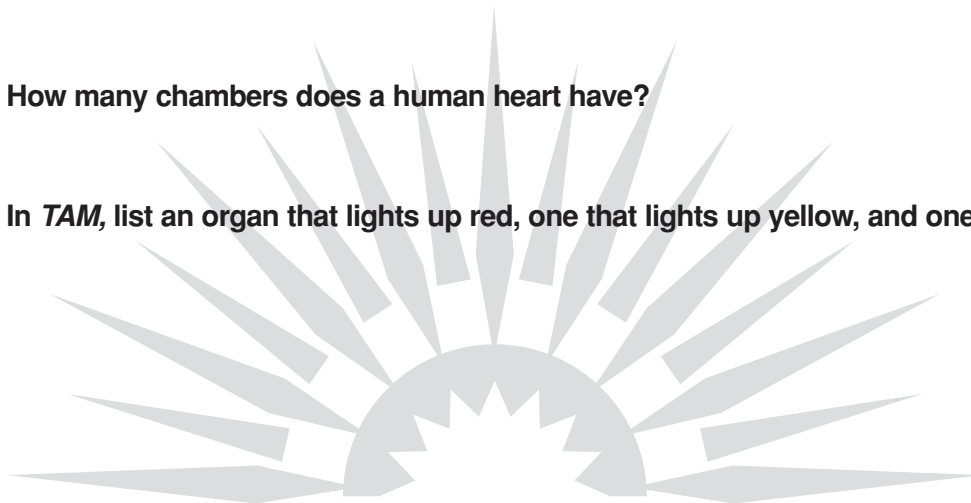 How many chambers does a human heart have?
In TAM, list an organ that lights up red, one that lights up yellow, and one